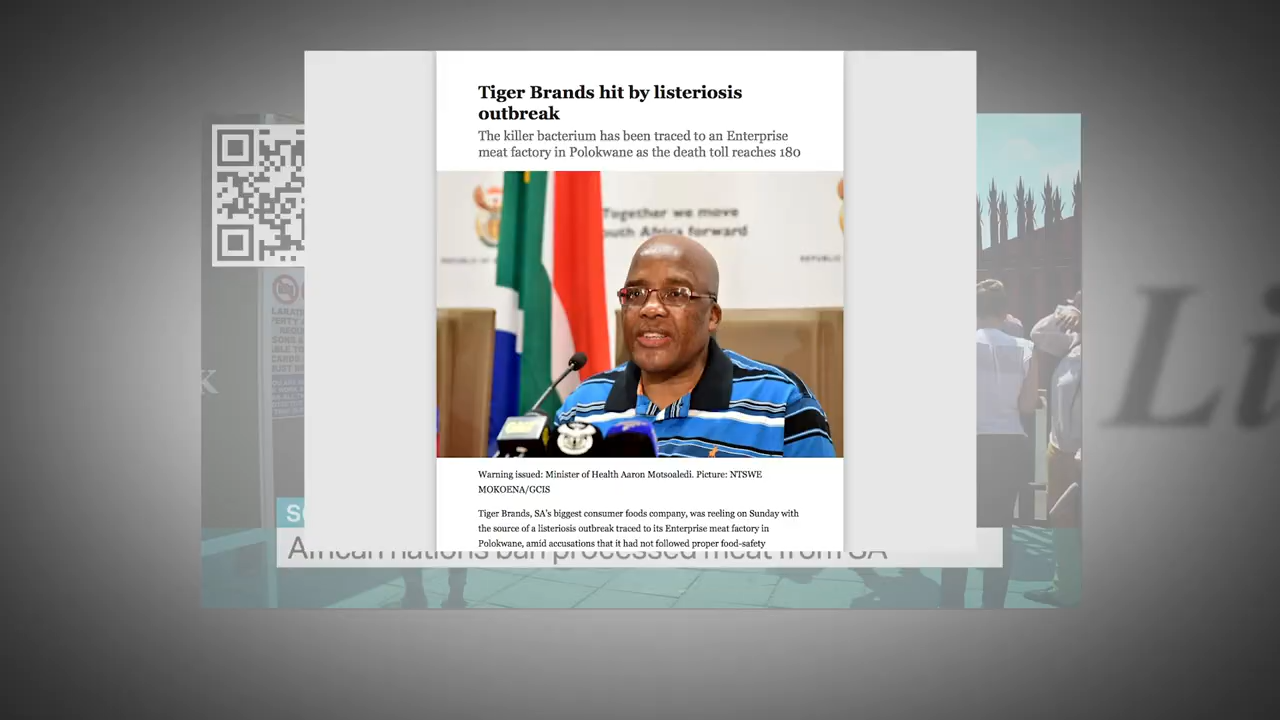 Tiger Brands hit by listeriosis
outbreak
The killer bacterium has been traced to an Enterprise
meat factory in Polokwane as the death toll reaches 180
Together we move
South Africa forward
Warning issued: Minister of Health Aaron Motsoaledi. Picture: NTSWE
MOKOENA/GCIS
Tiger Brands, SA's biggest consumer foods company, was reeling on Sunday with
the source of a listeriosis outbreak traced to its Enterprise meat factory in
Polokwane, amid accusations that it had not followed proper food-safety
African nations ban processed meat from SA
Li